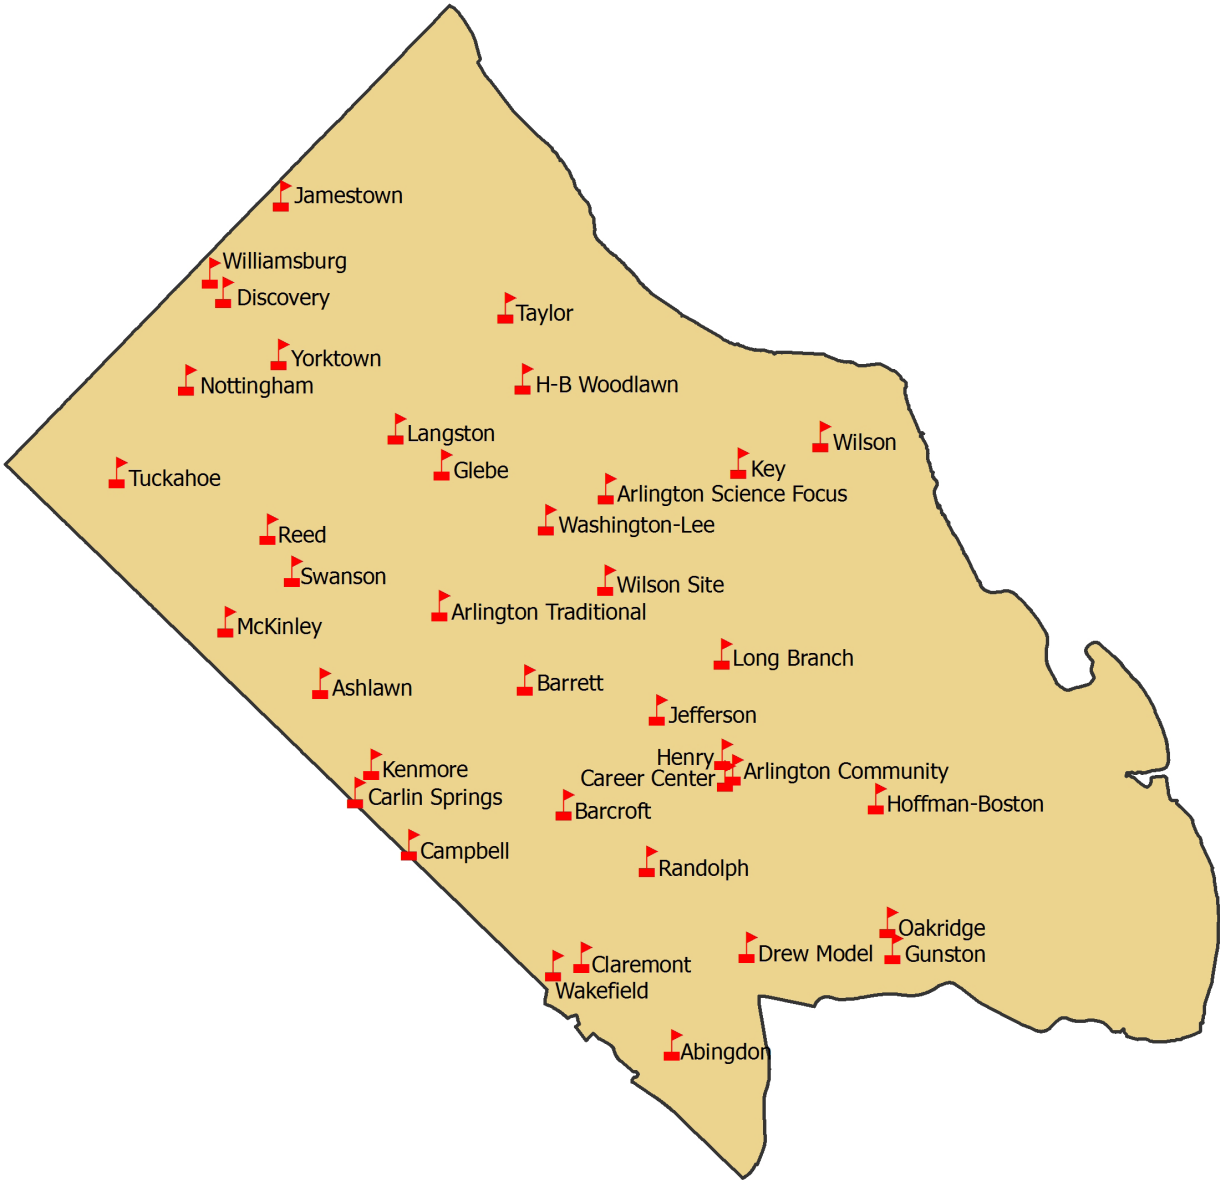 Jamestown
Williamsburg
Discovery
Taylor
Yorktown
Nottingham
H-B Woodlawn
Langston
Wilson
Glebe
Key
Tuckahoe
Arlington Science Focus
Washington-Lee
Reed
Swanson
Wilson Site
Arlington Traditional
McKinley
Long Branch
Barrett
Ashlawn
Jefferson
Henry
Kenmore
Arlington Community
Career Center
Carlin Springs
Hoffman-Boston
Barcroft
Campbell
Randolph
Oakridge
Drew Model
Gunston
Claremont
Wakefield
Abingdon